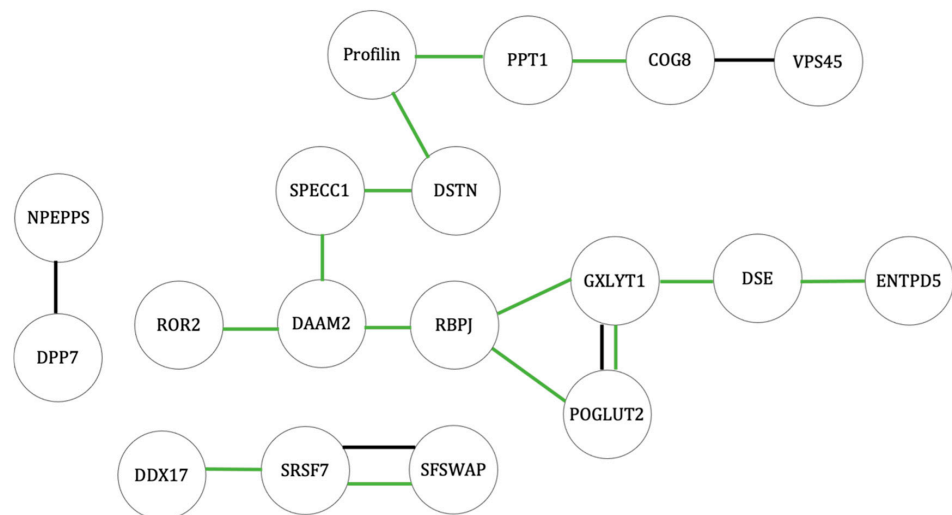 Profilin
PPT1
COG8
VPS45
SPECC1
DSTN
NPEPPS
GXLYT1
DSE
ENTPD5
ROR2
DAAM2
RBPJ
DPP7
POGLUT2
DDX17
SRSF7
SFSWAP